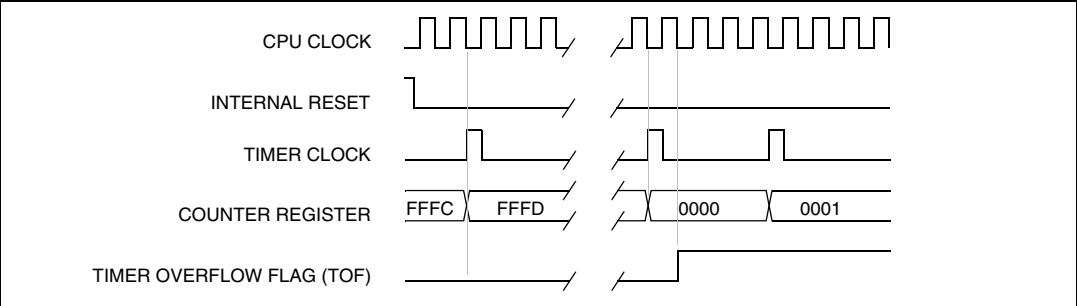 CPU CLOCK
INTERNAL RESET
TIMER CLOCK
COUNTER REGISTER FFFC FFFD 0000 0001
TIMER OVERFLOW FLAG (TOF)